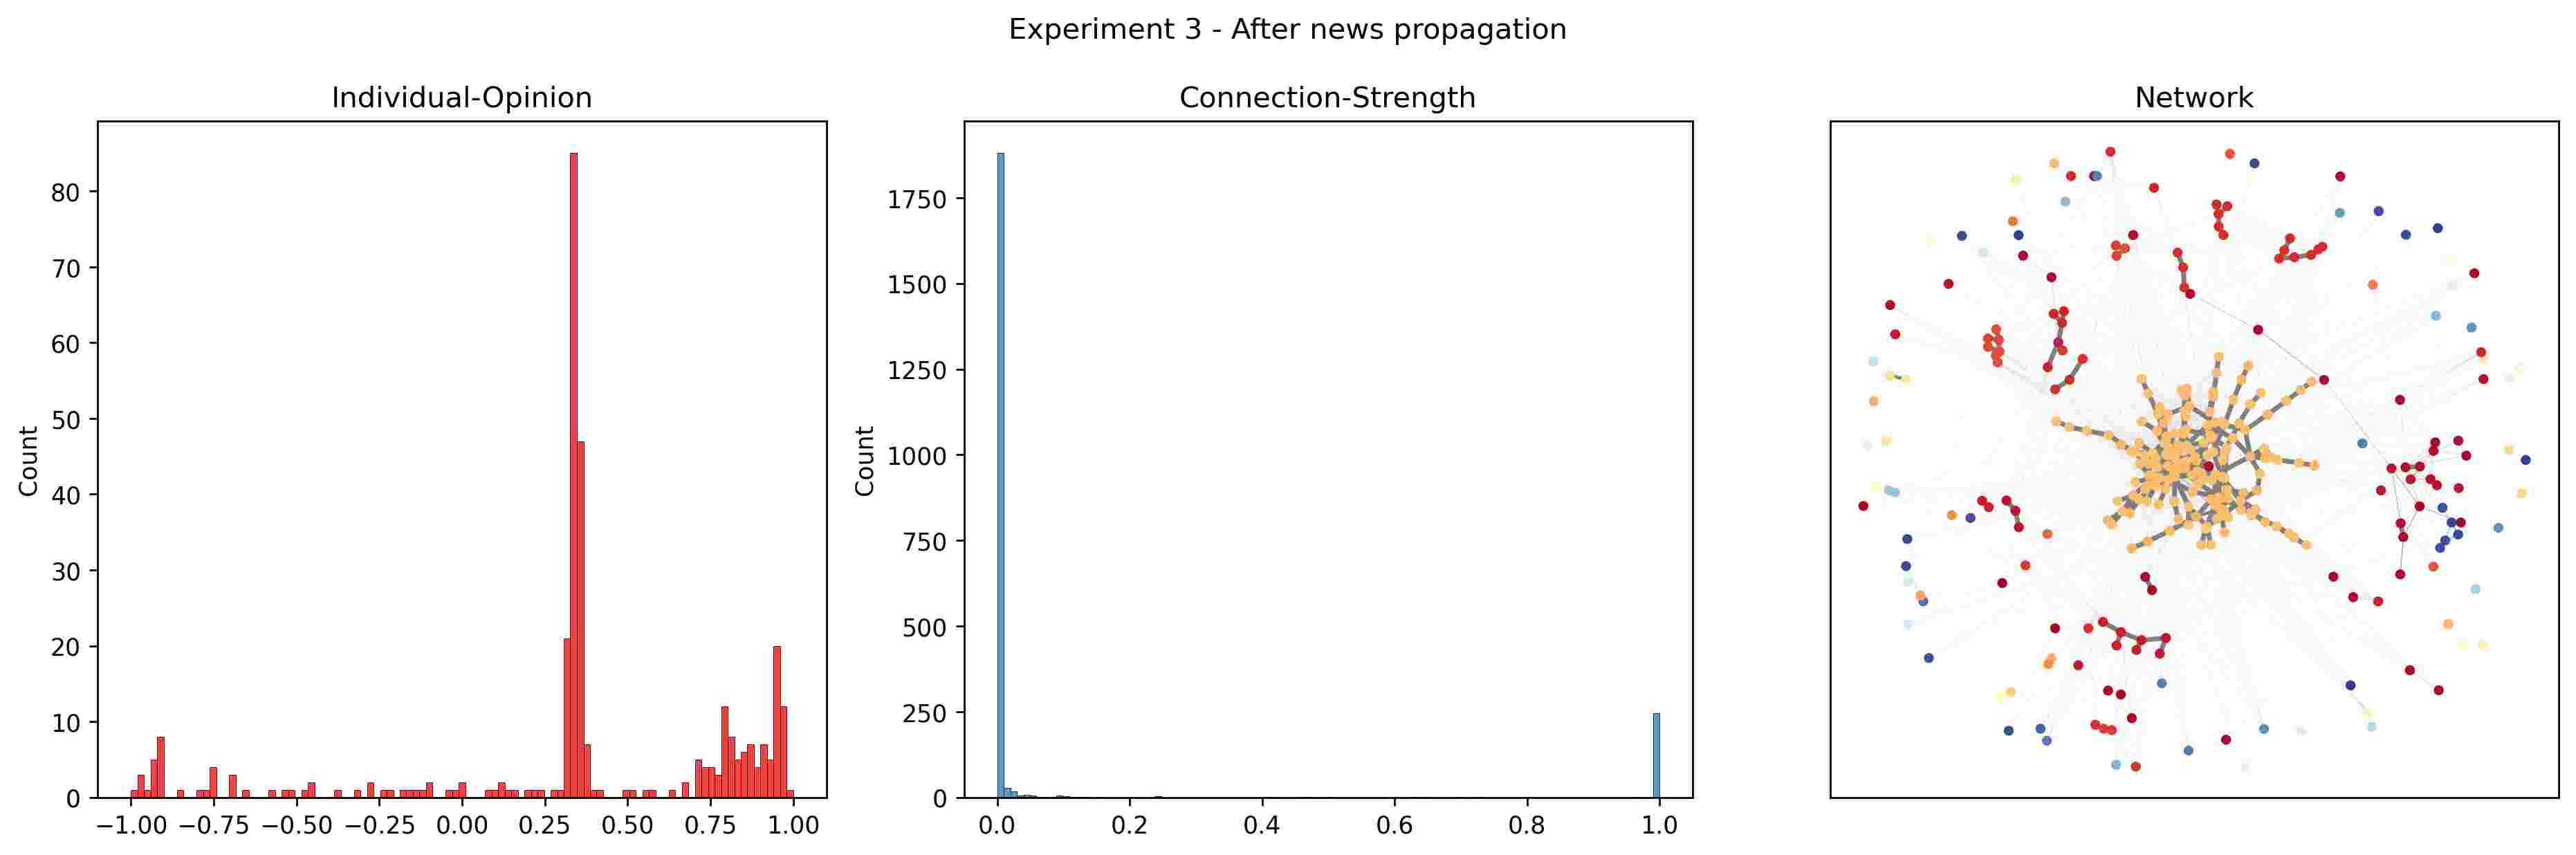 Experiment 3 - After news propagation
Individual-Opinion
Count
80
70
60
50
40
30
20
10
0
−1.00 −0.75 −0.50 −0.25 0.00 0.25 0.50 0.75 1.00
Connection-Strength
Count
1750
1500
1250
1000
750
500
250
0
0.0 0.2 0.4 0.6 0.8 1.0
Network